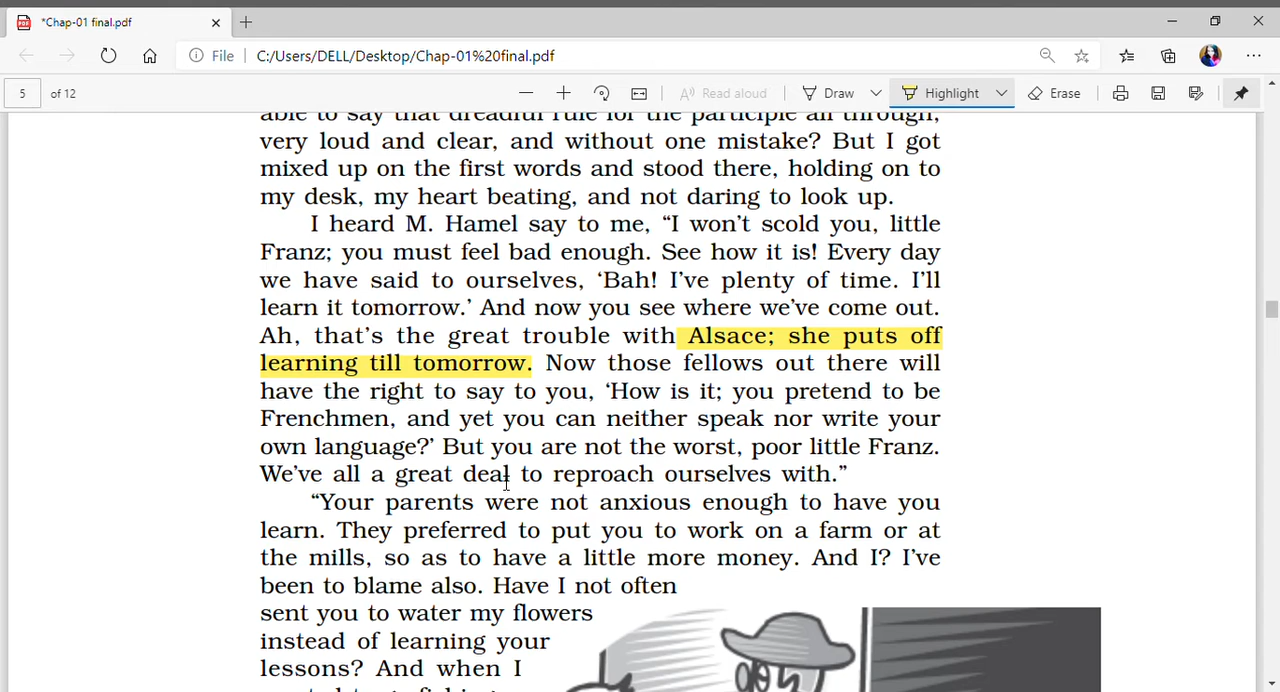 *Chap-01 final.pdf
File C:/Users/DELL/Desktop/Chap-01%20final.pdf
5 of 12 Read aloud Draw Highlight Erase
able to say that dreadful rule for the participle all through,
very loud and clear, and without one mistake? But I got
mixed up on the first words and stood there, holding on to
my desk, my heart beating, and not daring to look up.
I heard M. Hamel say to me, “I won’t scold you, little
Franz; you must feel bad enough. See how it is! Every day
we have said to ourselves, ‘Bah! I’ve plenty of time. I’ll
learn it tomorrow.’ And now you see where we’ve come out.
Ah, that’s the great trouble with Alsace; she puts off
learning till tomorrow. Now those fellows out there will
have the right to say to you, ‘How is it; you pretend to be
Frenchmen, and yet you can neither speak nor write your
own language?’ But you are not the worst, poor little Franz.
We’ve all a great deal to reproach ourselves with.”
“Your parents were not anxious enough to have you
learn. They preferred to put you to work on a farm or at
the mills, so as to have a little more money. And I? I’ve
been to blame also. Have I not often
sent you to water my flowers
instead of learning your
lessons? And when I